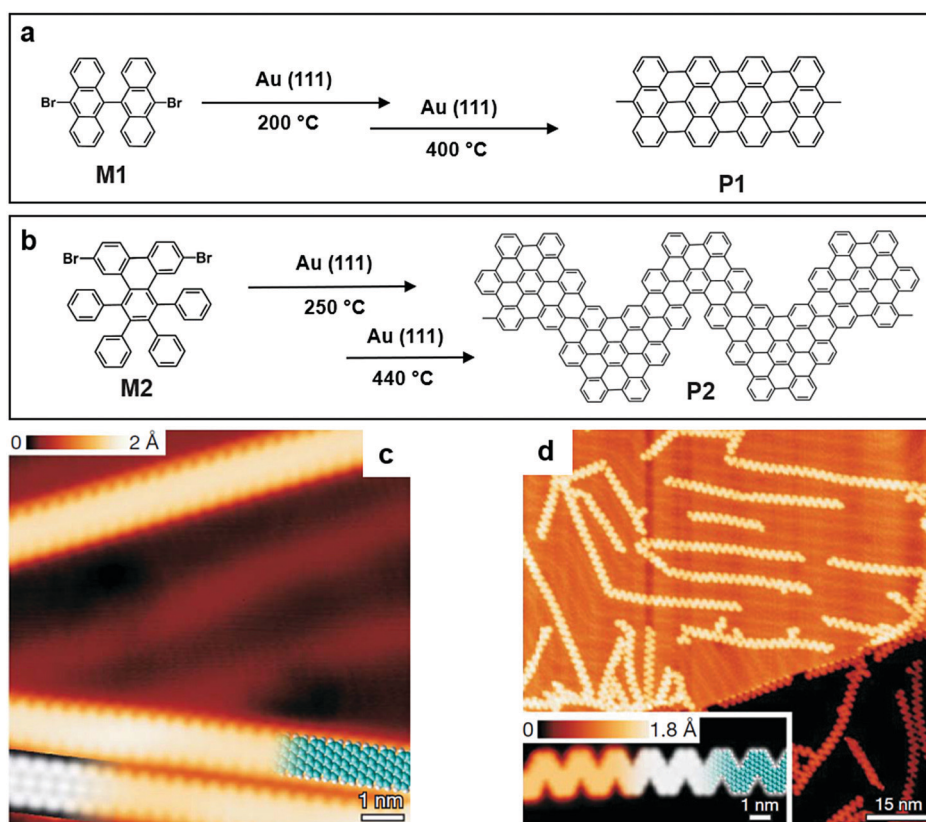 a
Br
Br
M1
Au (111)
200 °C
Au (111)
400 °C
P1
b
Br
Br
M2
Au (111)
250 °C
Au (111)
440 °C
P2
0 2 Å
c
1 nm
d
0 1.8 Å
1 nm
15 nm